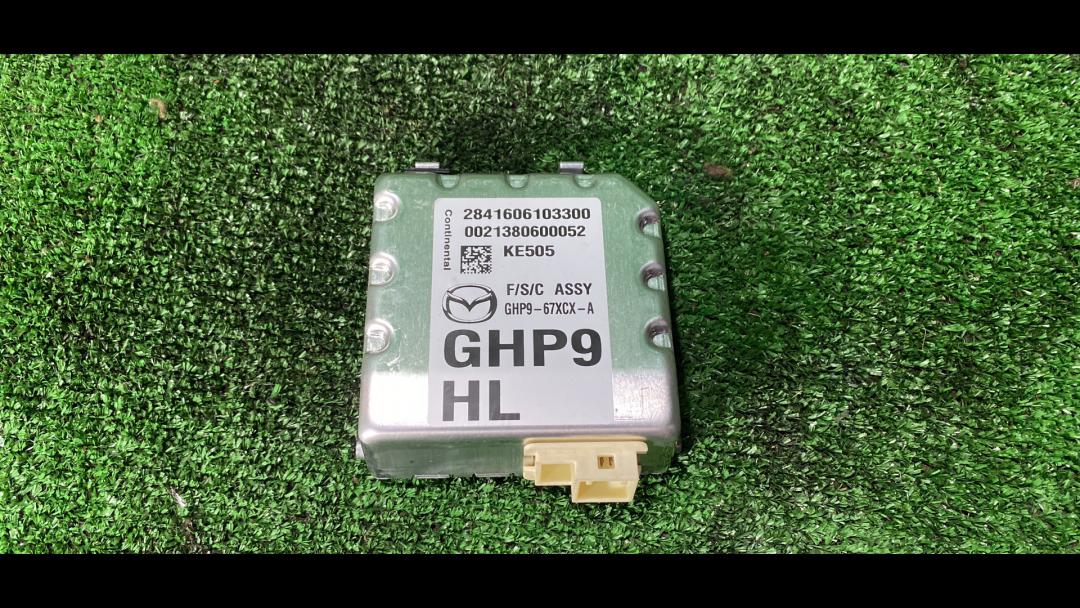 Continental
2841606103300
0021380600052
KE505
F/S/C ASSY
GHP9-67XCX-A
GHP9
HL